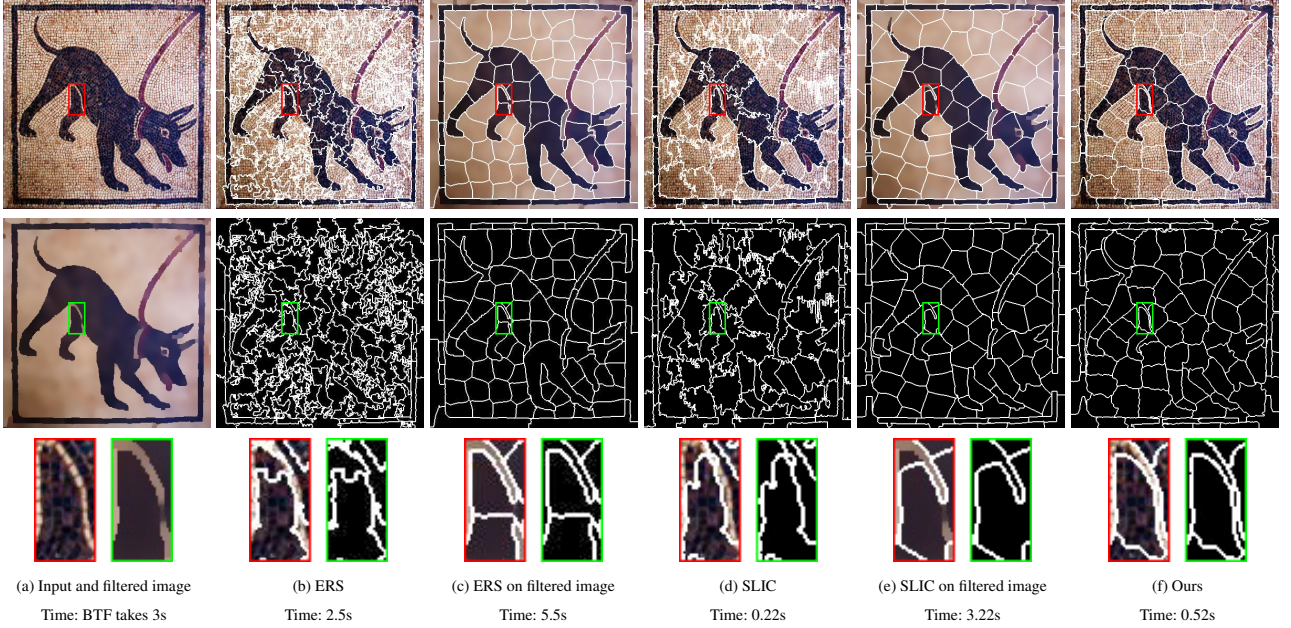 (a) Input and filtered image
(b) ERS
(c) ERS on filtered image
(d) SLIC
(e) SLIC on filtered image
(f) Ours
Time: BTF takes 3s
Time: 2.5s
Time: 5.5s
Time: 0.22s
Time: 3.22s
Time: 0.52s